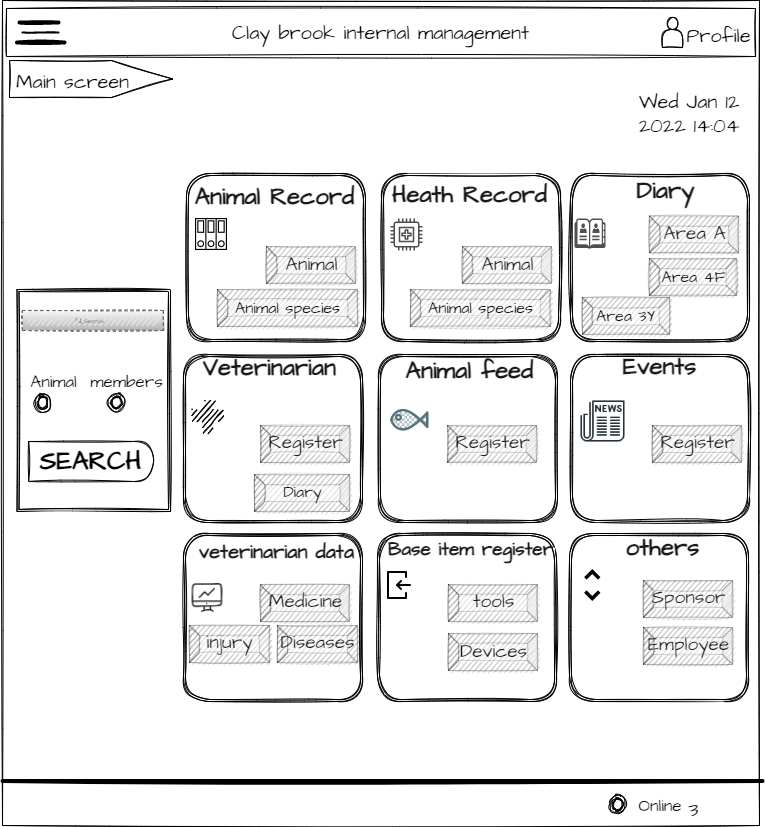 Clay brook internal management
Profile
Main screen
Wed Jan 12
2022 14:04
Animal Record
Animal
Animal species
Heath Record
Animal
Animal species
Diary
Area A
Area 4F
Area 3Y
Search
Animal members
SEARCH
Veterinarian
Register
Diary
Animal feed
Register
Events
NEWS
Register
veterinarian data
Medicine
injury Diseases
Base item register
tools
Devices
others
Sponsor
Employee
Online 3